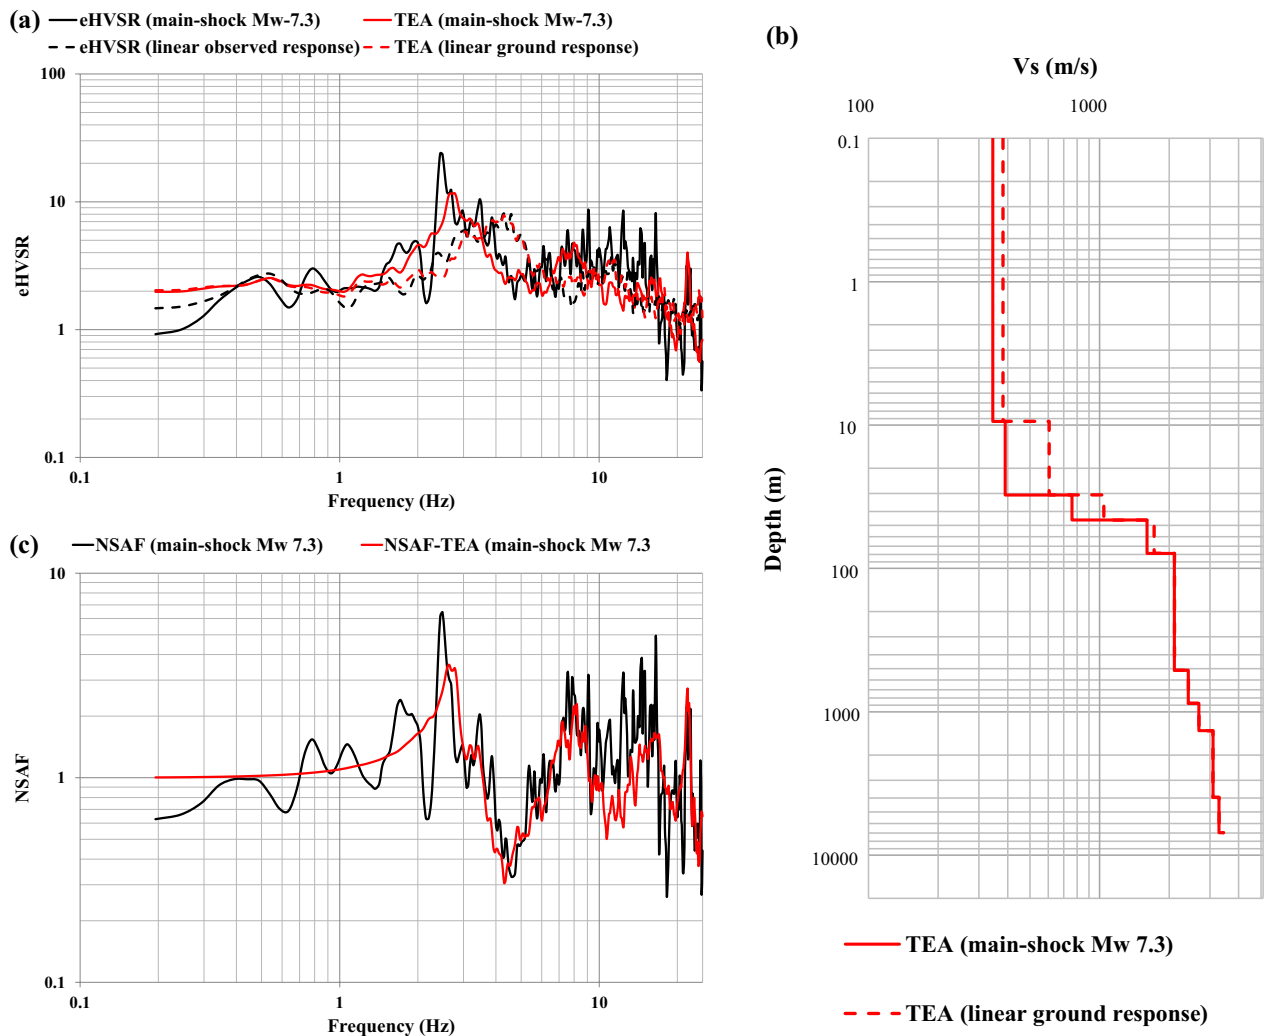 (a)
eHVSR (main-shock Mw-7.3)
TEA (main-shock Mw-7.3)
eHVSR (linear observed response)
TEA (linear ground response)
100
10
1
0.1
eHVSR
0.1
1
10
Frequency (Hz)
(b)
Vs (m/s)
100
1000
0.1
1
10
100
1000
10000
Depth (m)
TEA (main-shock Mw 7.3)
TEA (linear ground response)
(c)
NSAF (main-shock Mw 7.3)
NSAF-TEA (main-shock Mw 7.3
10
1
0.1
NSAF
0.1
1
10
Frequency (Hz)